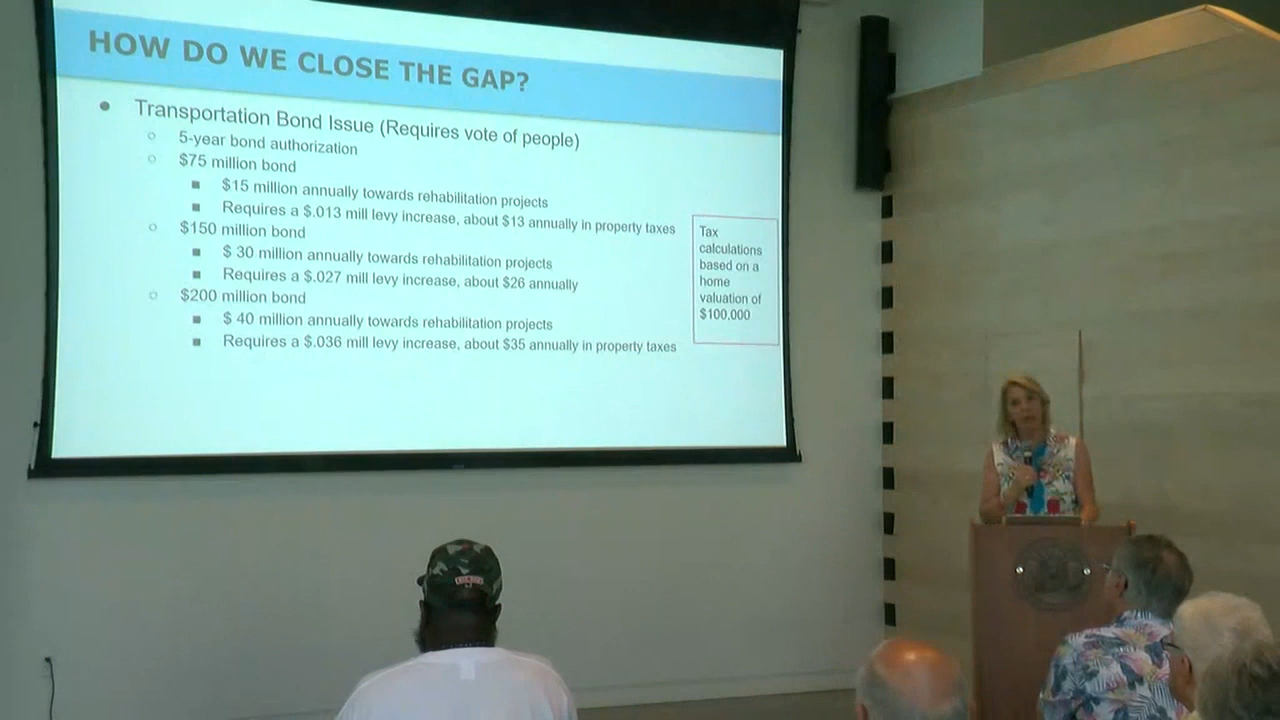 HOW DO WE CLOSE THE GAP?
Transportation Bond Issue (Requires vote of people)
5-year bond authorization
$75 million bond
$15 million annually towards rehabilitation projects
Requires a $.013 mill levy increase, about $13 annually in property taxes
$150 million bond
$ 30 million annually towards rehabilitation projects
Requires a $.027 mill levy increase, about $26 annually
$200 million bond
$ 40 million annually towards rehabilitation projects
Requires a $.036 mill levy increase, about $35 annually in property taxes
Tax
calculations
based on a
home
valuation of
$100,000